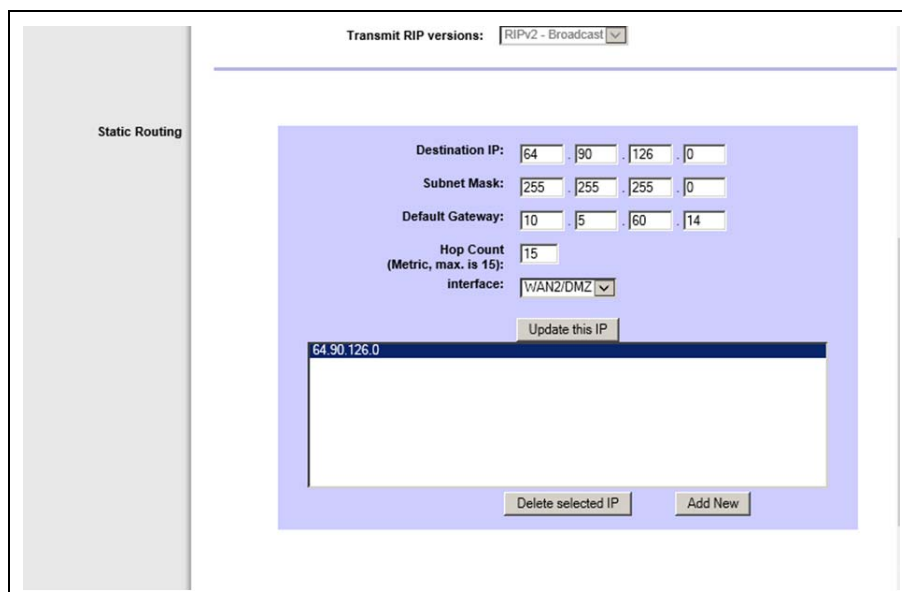 Transmit RIP versions: RIPv2 - Broadcast
Static Routing
Destination IP: 64 . 90 . 126 . 0
Subnet Mask: 255 . 255 . 255 . 0
Default Gateway: 10 . 5 . 60 . 14
Hop Count
(Metric, max. is 15): 15
interface: WAN2/DMZ
Update this IP
64.90.126.0
Delete selected IP Add New